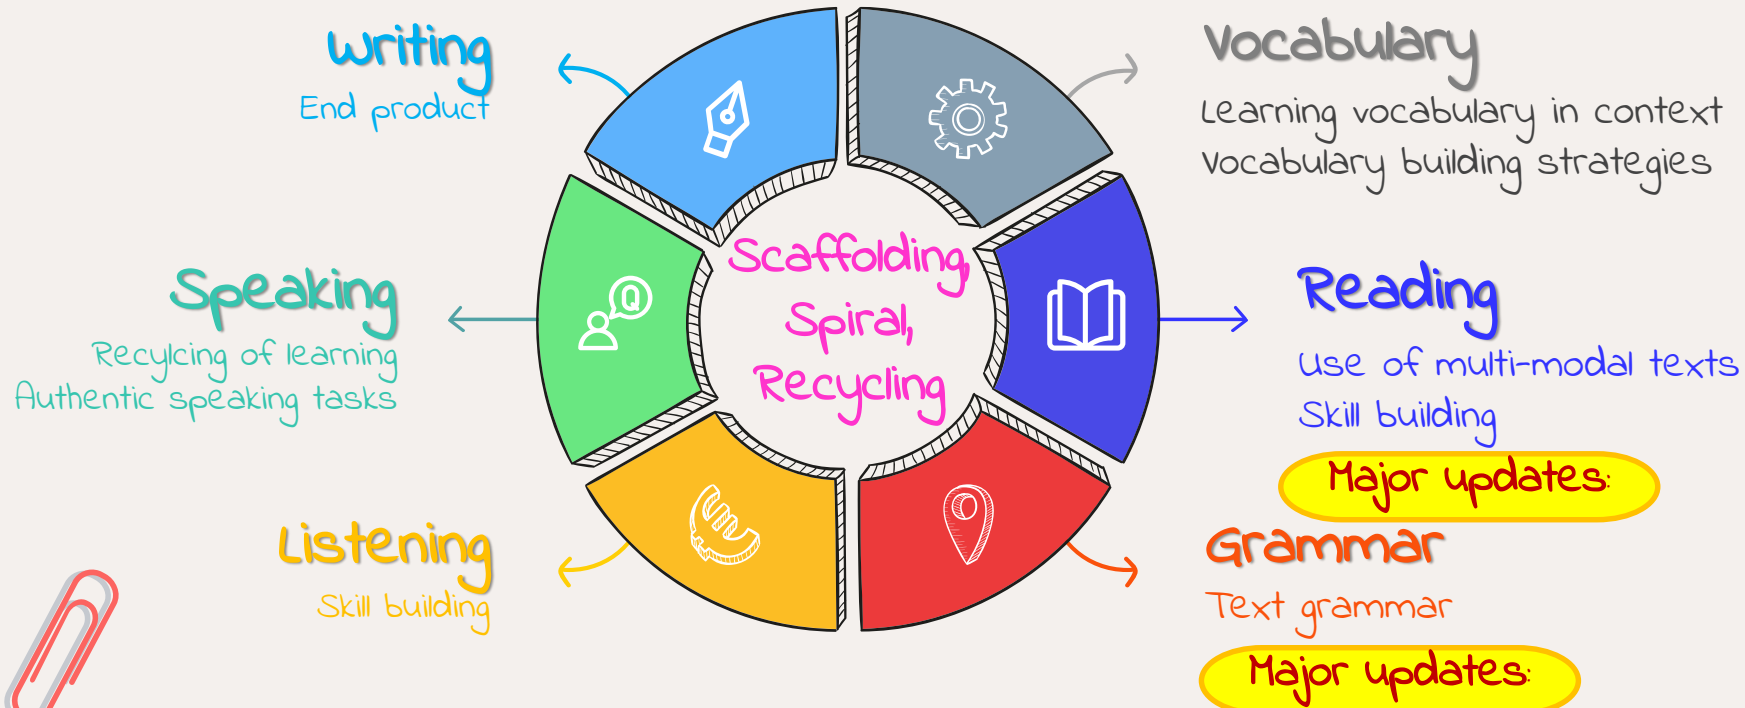 Writing
End product
Vocabulary
Learning vocabulary in context
Vocabulary building strategies
Scaffolding,
Spiral,
Recycling
Q
Speaking
Recylcing of learning
Authentic speaking tasks
Reading
Use of multi-modal texts
Skill building
Major updates:
Listening
Skill building
Grammar
Text grammar
Major updates: